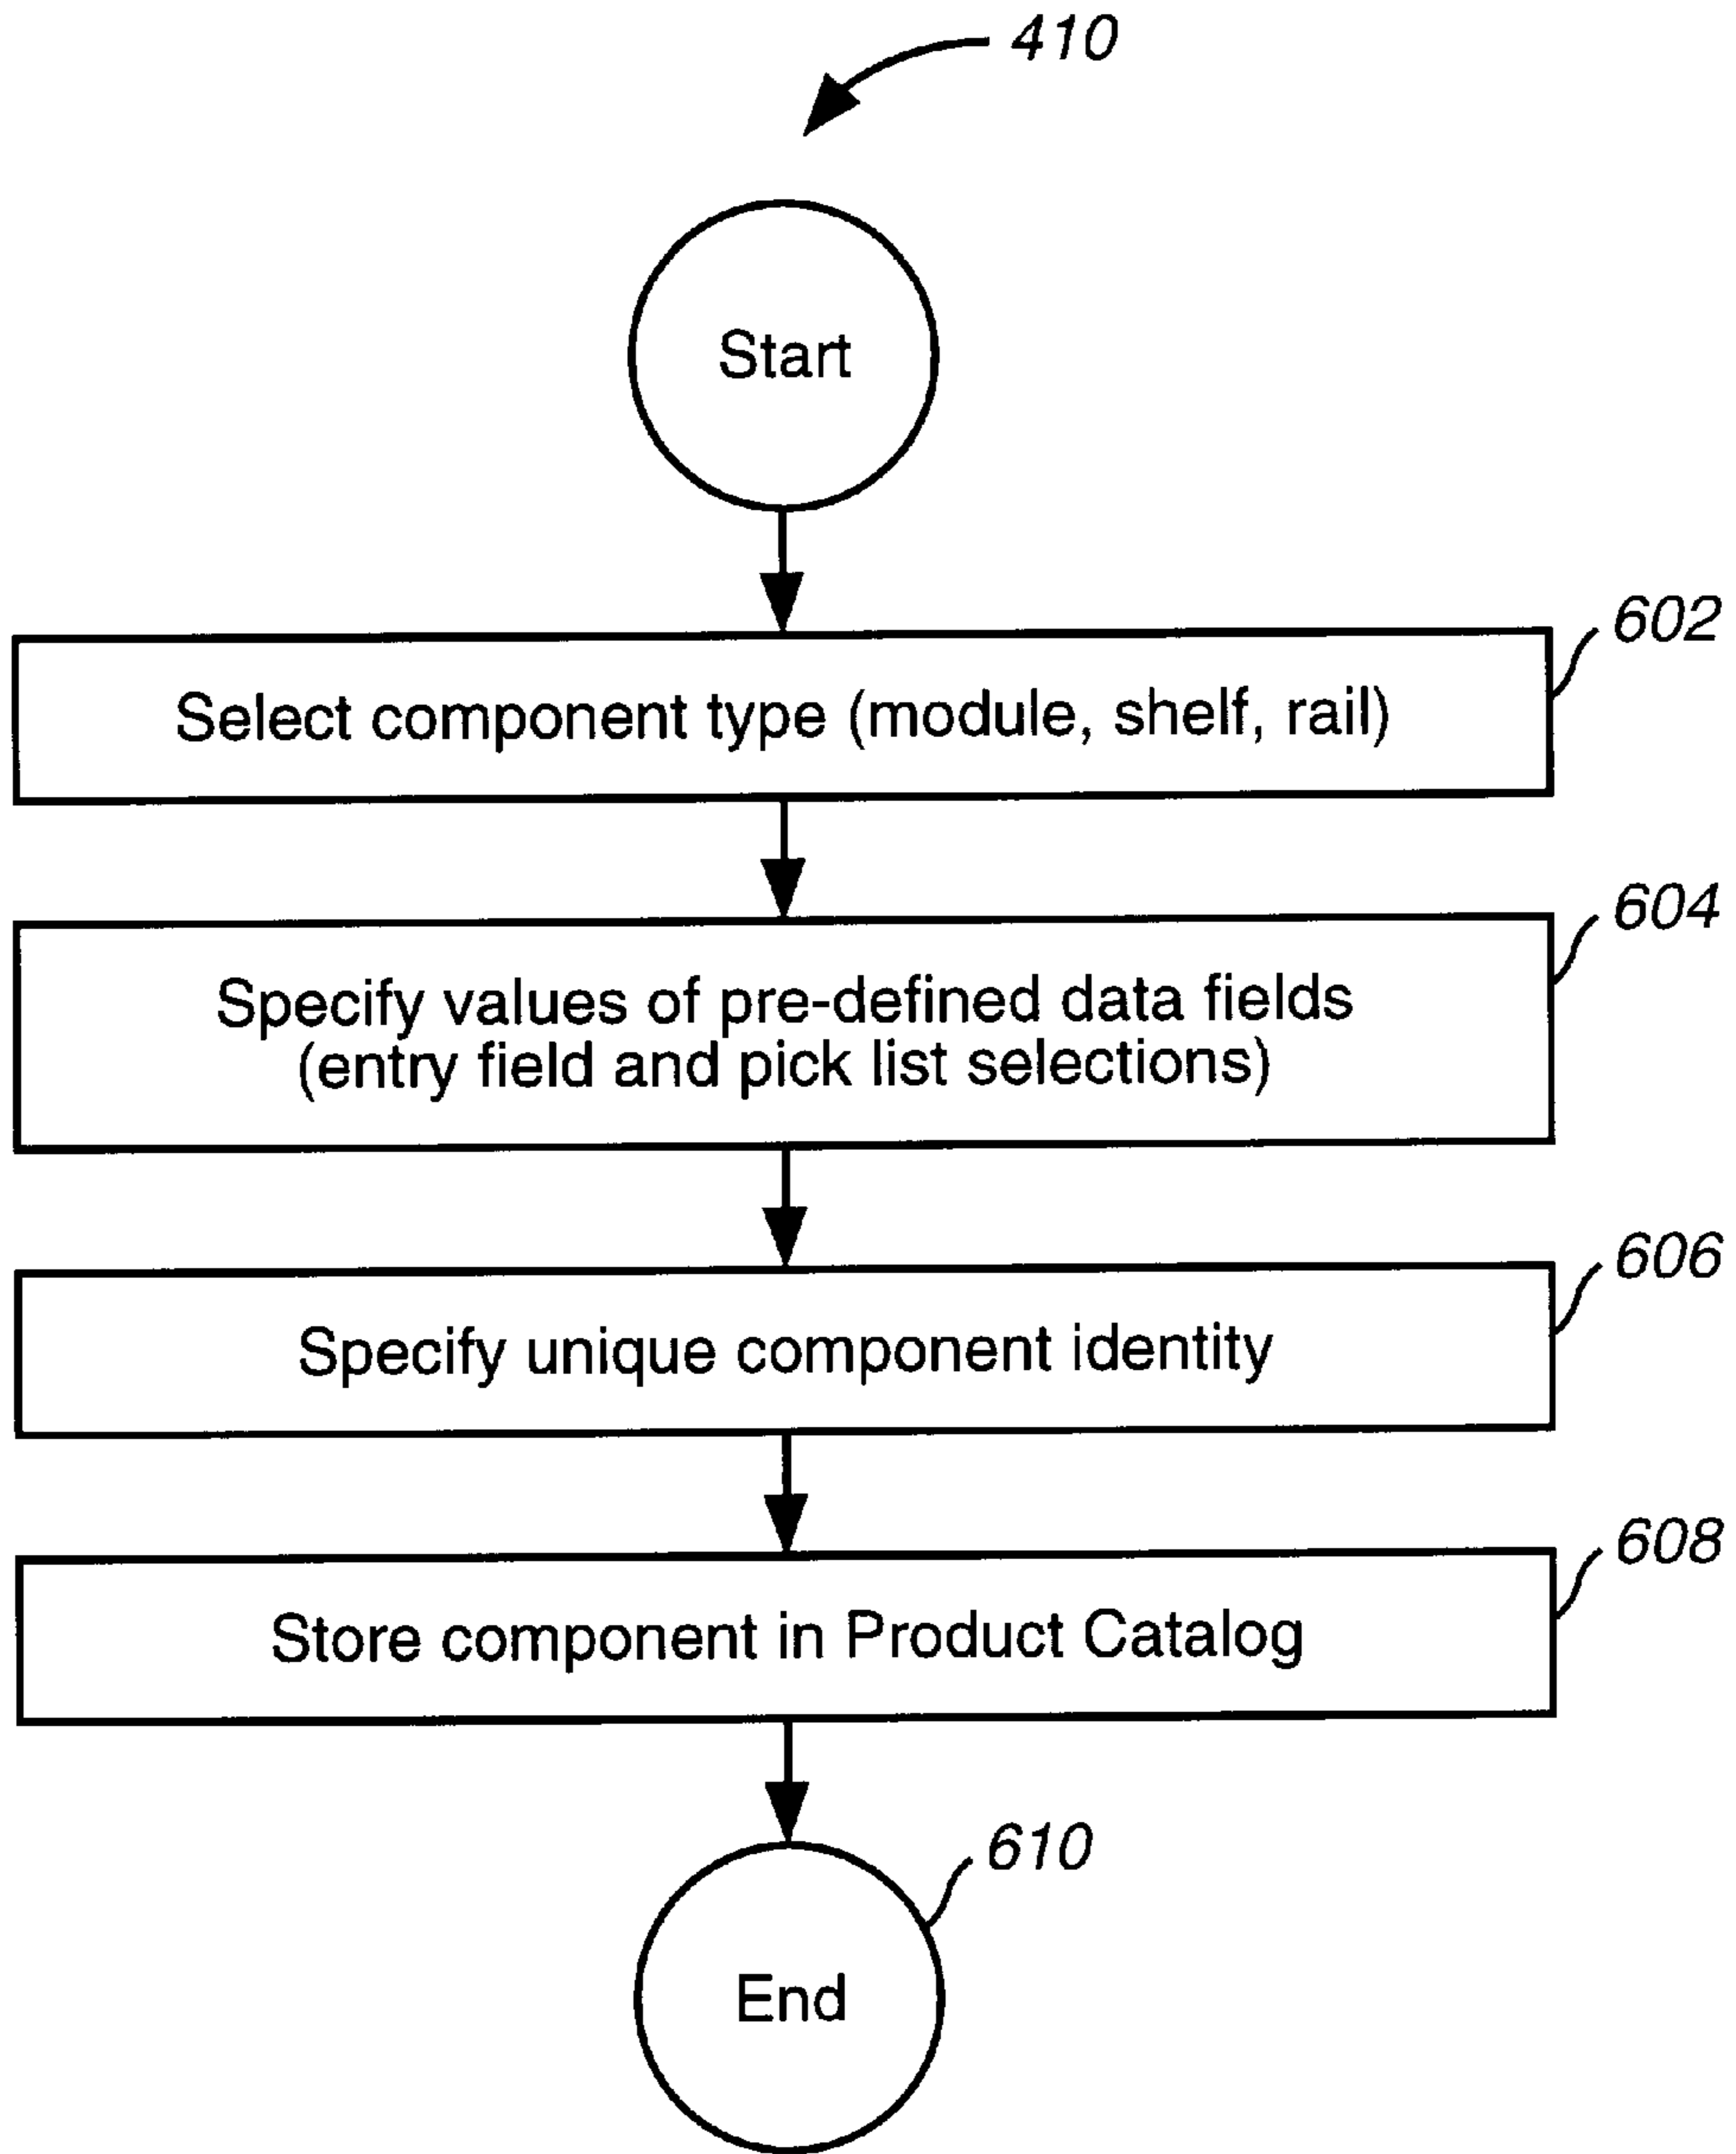 410
Start
602
Select component type (module, shelf, rail)
604
Specify values of pre-defined data fields
(entry field and pick list selections)
606
Specify unique component identity
608
Store component in Product Catalog
610
End